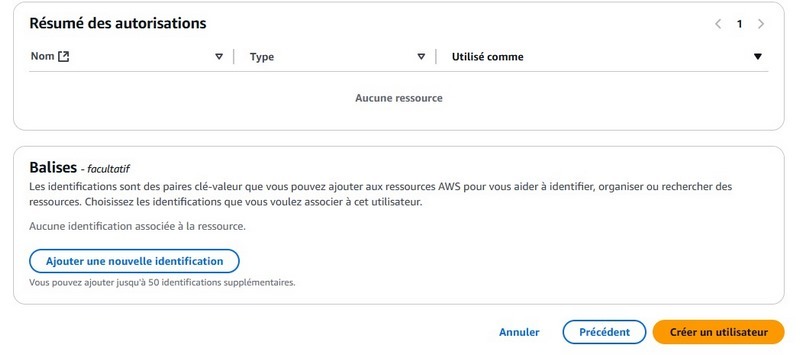 Résumé des autorisations
1
Nom
Type
Utilisé comme
Aucune ressource
Balises - facultatif
Les identifications sont des paires clé-valeur que vous pouvez ajouter aux ressources AWS pour vous aider à identifier, organiser ou rechercher des
ressources. Choisissez les identifications que vous voulez associer à cet utilisateur.
Aucune identification associée à la ressource.
Ajouter une nouvelle identification
Vous pouvez ajouter jusqu'à 50 identifications supplémentaires.
Annuler
Précédent
Créer un utilisateur